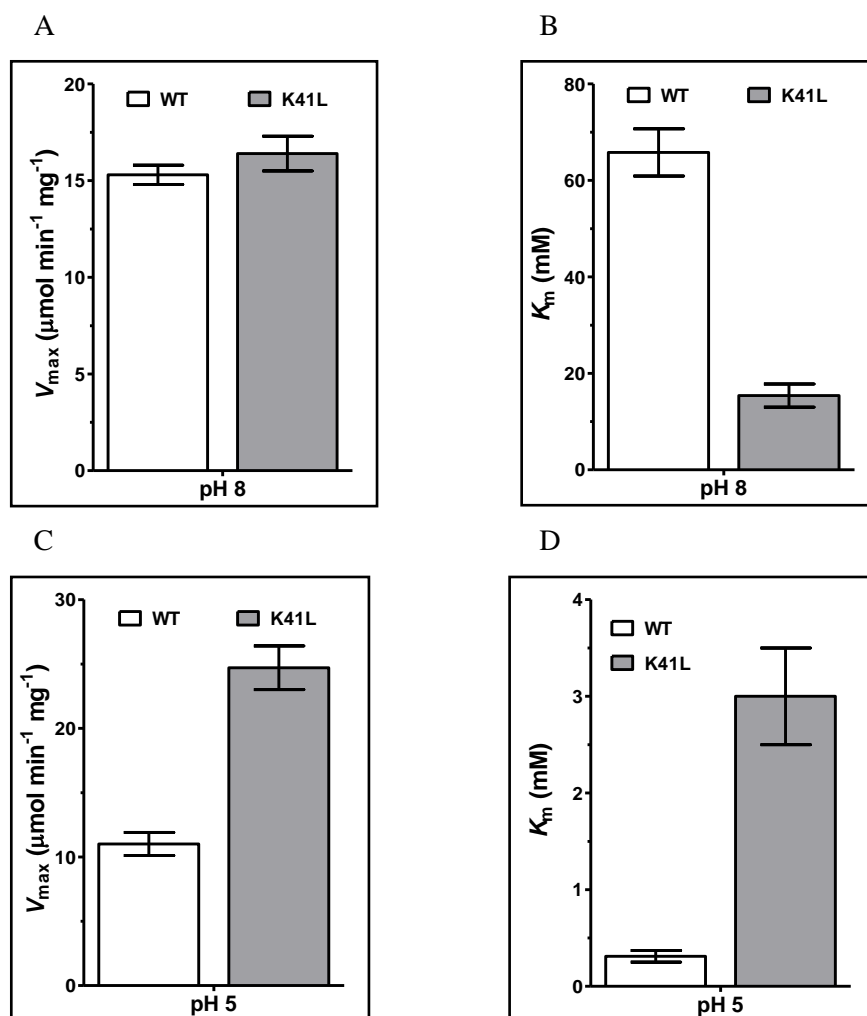 A
20
15
10
5
0
WT K41L
Vmax (μmol min⁻¹ mg⁻¹)
pH 8
B
80
60
40
20
0
WT K41L
Km (mM)
pH 8
C
30
20
10
0
WT K41L
Vmax (μmol min⁻¹ mg⁻¹)
pH 5
D
4
3
2
1
0
WT
K41L
Km (mM)
pH 5